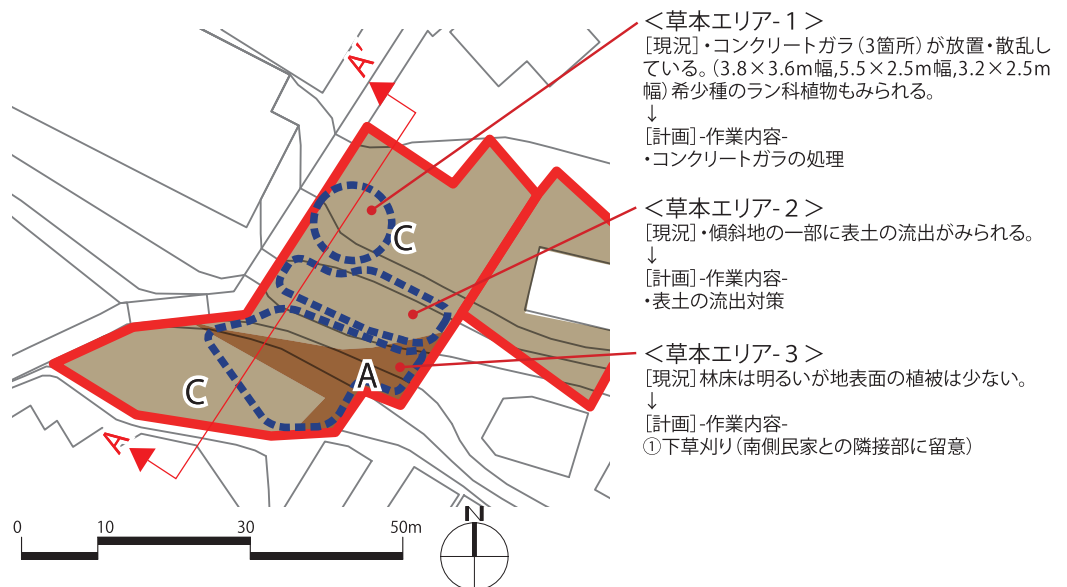 ＜草本エリア-１＞
［現況］・コンクリートガラ（3箇所）が放置・散乱し
ている。（3.8×3.6m幅,5.5×2.5m幅,3.2×2.5m
幅）希少種のラン科植物もみられる。
↓
［計画］-作業内容-
・コンクリートガラの処理
＜草本エリア-２＞
［現況］・傾斜地の一部に表土の流出がみられる。
↓
［計画］-作業内容-
・表土の流出対策
＜草本エリア-３＞
［現況］林床は明るいが地表面の植被は少ない。
↓
［計画］-作業内容-
①下草刈り（南側民家との隣接部に留意）
A'
C
A
C
A
0 10 30 50m
N